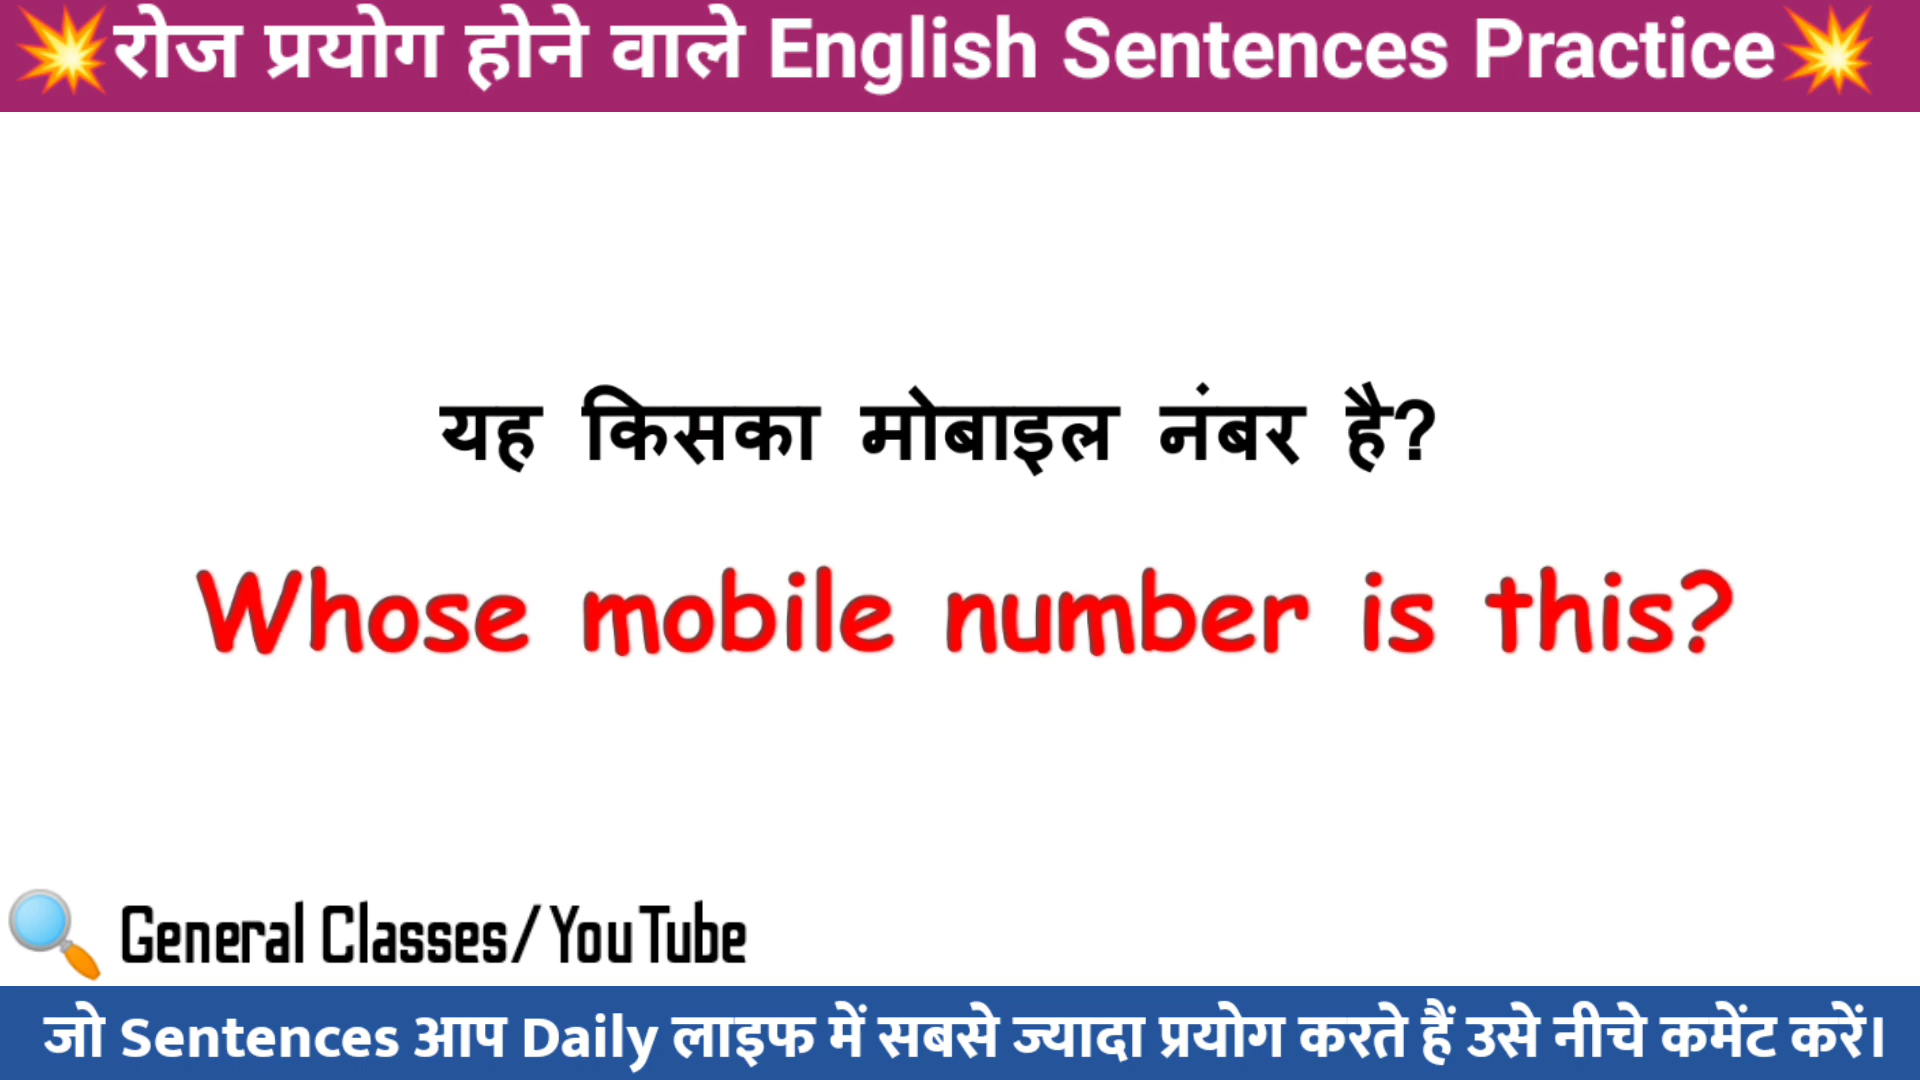 💥रोज प्रयोग होने वाले English Sentences Practice💥
यह किसका मोबाइल नंबर है?
Whose mobile number is this?
🔍 General Classes/YouTube
जो Sentences आप Daily लाइफ में सबसे ज्यादा प्रयोग करते हैं उसे नीचे कमेंट करें।